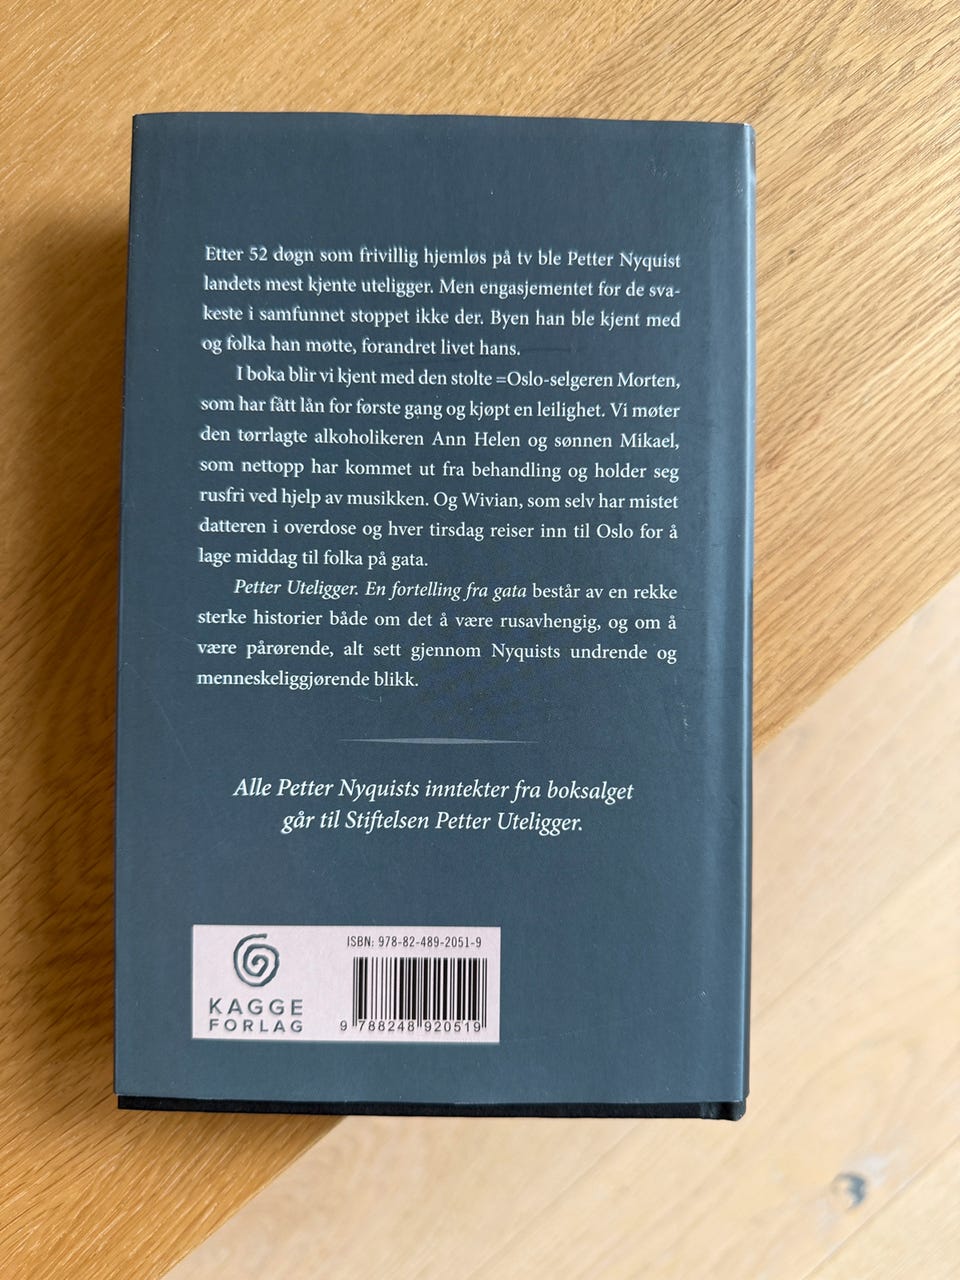 Etter 52 døgn som frivillig hjemløs på tv ble Petter Nyquist
landets mest kjente uteligger. Men engasjementet for de sva-
keste i samfunnet stoppet ikke der. Byen han ble kjent med
og folka han møtte, forandret livet hans.
I boka blir vi kjent med den stolte =Oslo-selgeren Morten,
som har fått lån for første gang og kjøpt en leilighet. Vi møter
den tørrlagte alkoholikeren Ann Helen og sønnen Mikael,
som nettopp har kommet ut fra behandling og holder seg
rusfri ved hjelp av musikken. Og Wivian, som selv har mistet
datteren i overdose og hver tirsdag reiser inn til Oslo for å
lage middag til folka på gata.
Petter Uteligger. En fortelling fra gata består av en rekke
sterke historier både om det å være rusavhengig, og om å
være pårørende, alt sett gjennom Nyquists undrende og
menneskeliggjørende blikk.
Alle Petter Nyquists inntekter fra boksalget
går til Stiftelsen Petter Uteligger.
KAGGE
FORLAG
ISBN: 978-82-489-2051-9
9 788248 920519